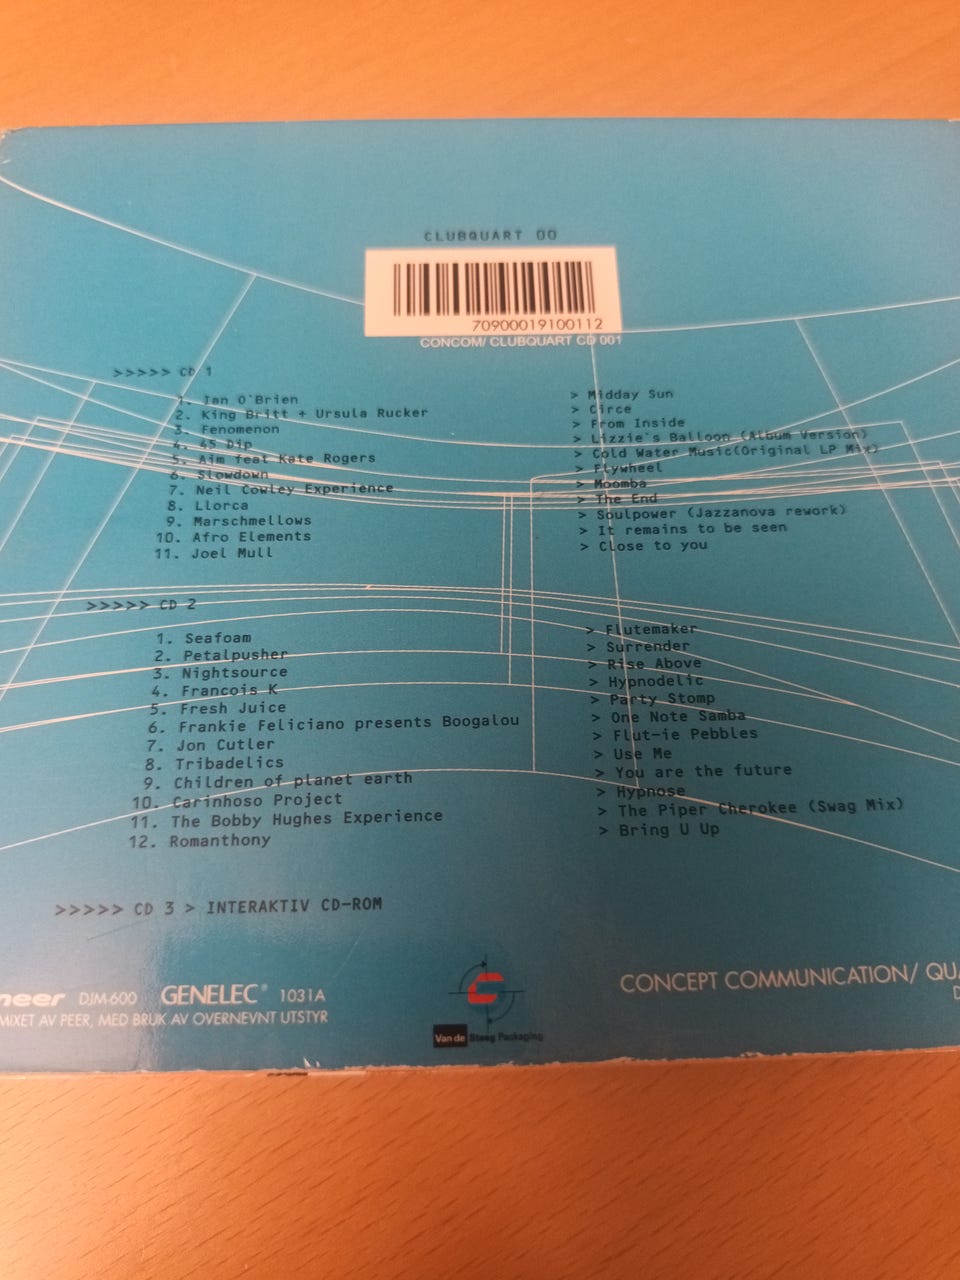 CLUBQUART 00
70900019100112
CONCOM/ CLUBQUART CD 001
>>>>> CD 1
1. Ian O'Brien > Midday Sun
2. King Britt + Ursula Rucker > Circe
3. Fenomenon > From Inside
4. 45 Dip > Lizzie's Balloon (Album Version)
5. Aim feat Kate Rogers > Cold Water Music(Original LP Mix)
6. Slowdown > Flywheel
7. Neil Cowley Experience > Moomba
8. Llorca > The End
9. Marschmellows > Soulpower (Jazzanova rework)
10. Afro Elements > It remains to be seen
11. Joel Mull > Close to you
>>>>> CD 2
1. Seafoam > Flutemaker
2. Petalpusher > Surrender
3. Nightsource > Rise Above
4. Francois K > Hypnodelic
5. Fresh Juice > Party Stomp
6. Frankie Feliciano presents Boogalou > One Note Samba
7. Jon Cutler > Flut-ie Pebbles
8. Tribadelics > Use Me
9. Children of planet earth > You are the future
10. Carinhoso Project > Hypnose
11. The Bobby Hughes Experience > The Piper Cherokee (Swag Mix)
12. Romanthony > Bring U Up
>>>>> CD 3 > INTERAKTIV CD-ROM
neer DJM-600 GENELEC® 1031A
MIXET AV PEER, MED BRUK AV OVERNEVNT UTSTYR
Van de Steeg Packaging
CONCEPT COMMUNICATION/ QUA
D